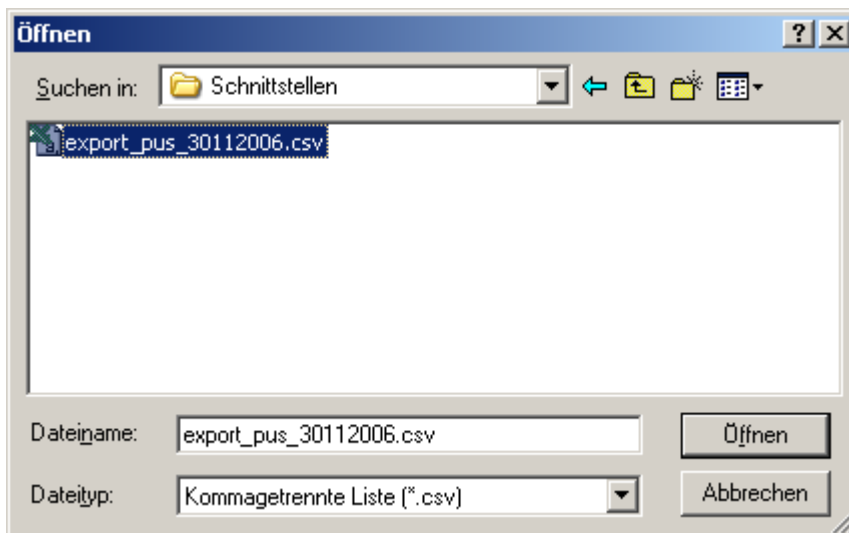 Öffnen
Suchen in: Schnittstellen
export_pus_30112006.csv
Dateiname: export_pus_30112006.csv Öffnen
Dateityp: Kommagetrennte Liste (*.csv) Abbrechen